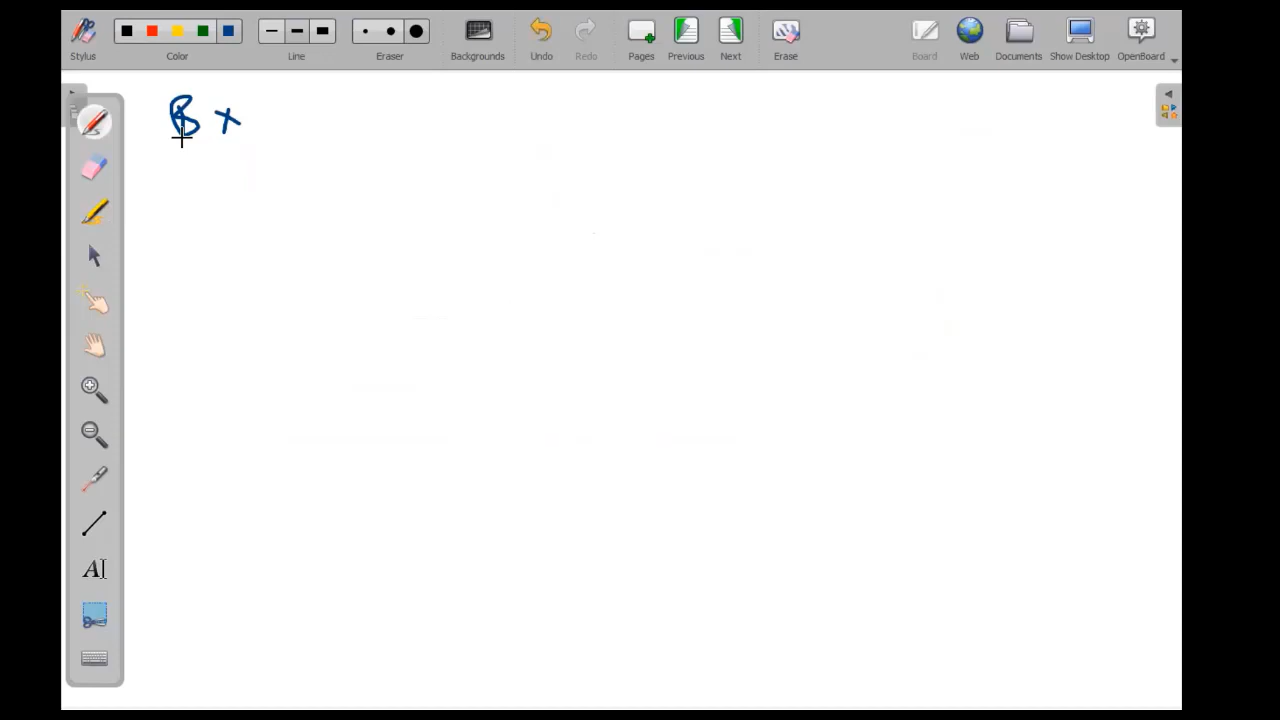 Stylus Color Line Eraser Backgrounds Undo Redo Pages Previous Next Erase Board Web Documents Show Desktop OpenBoard
x
A